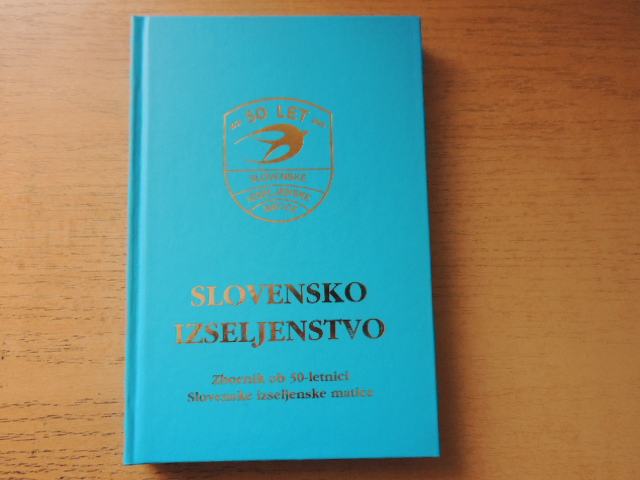 50 LET
SLOVENSKE
IZSELJENSKE
MATICE
SLOVENSKO
IZSELJENSTVO
Zbornik ob 50-letnici
Slovenske izseljenske matice